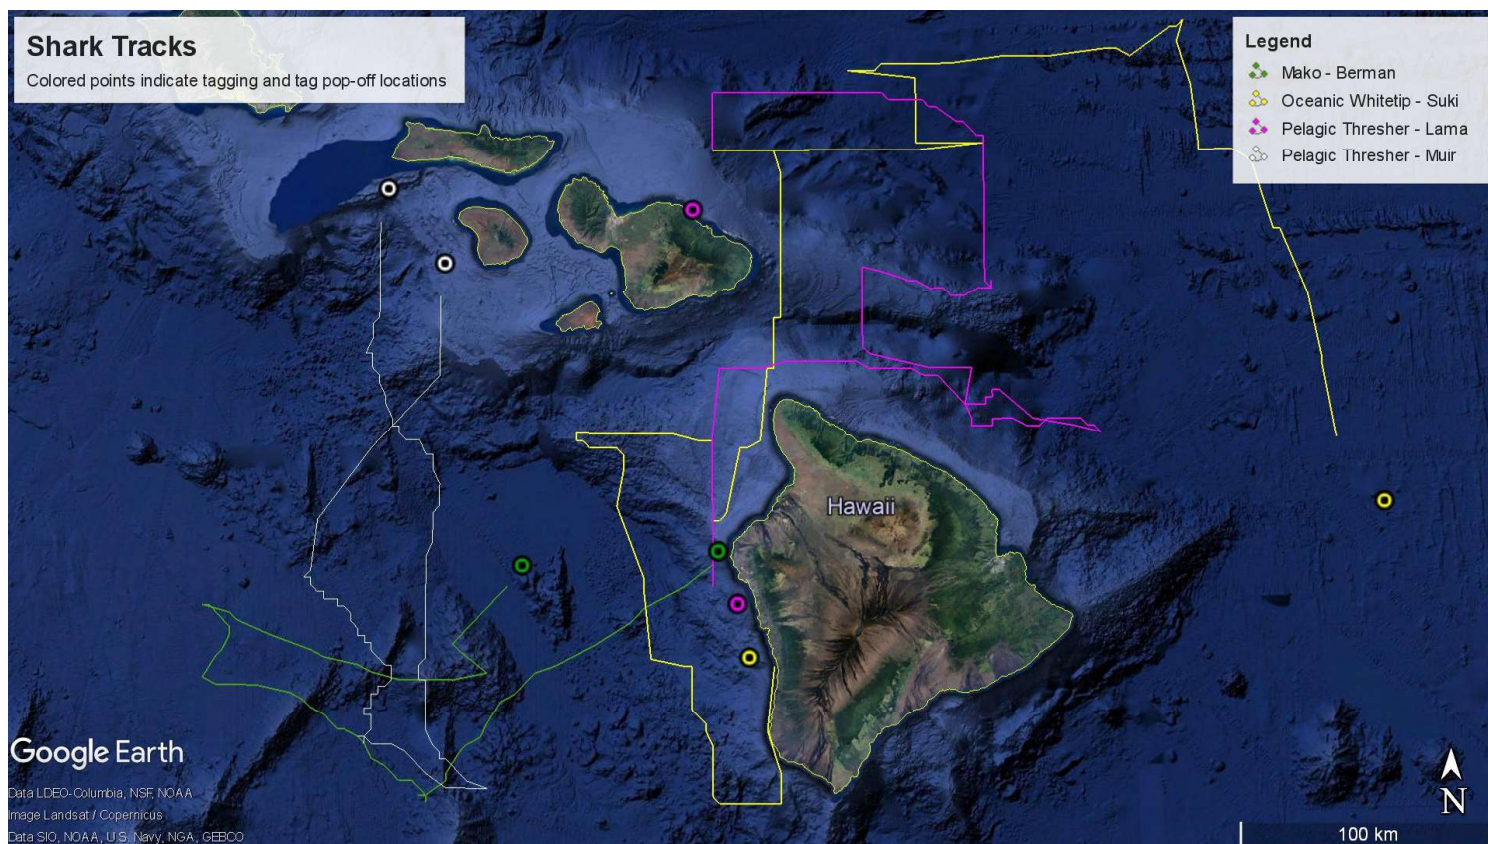 Shark Tracks
Colored points indicate tagging and tag pop-off locations
Legend
Mako - Berman
Oceanic Whitetip - Suki
Pelagic Thresher - Lama
Pelagic Thresher - Muir
Hawaii
Google Earth
Data LDEO-Columbia, NSF, NOAA
Image Landsat / Copernicus
Data SIO, NOAA, U.S. Navy, NGA, GEBCO
N
100 km